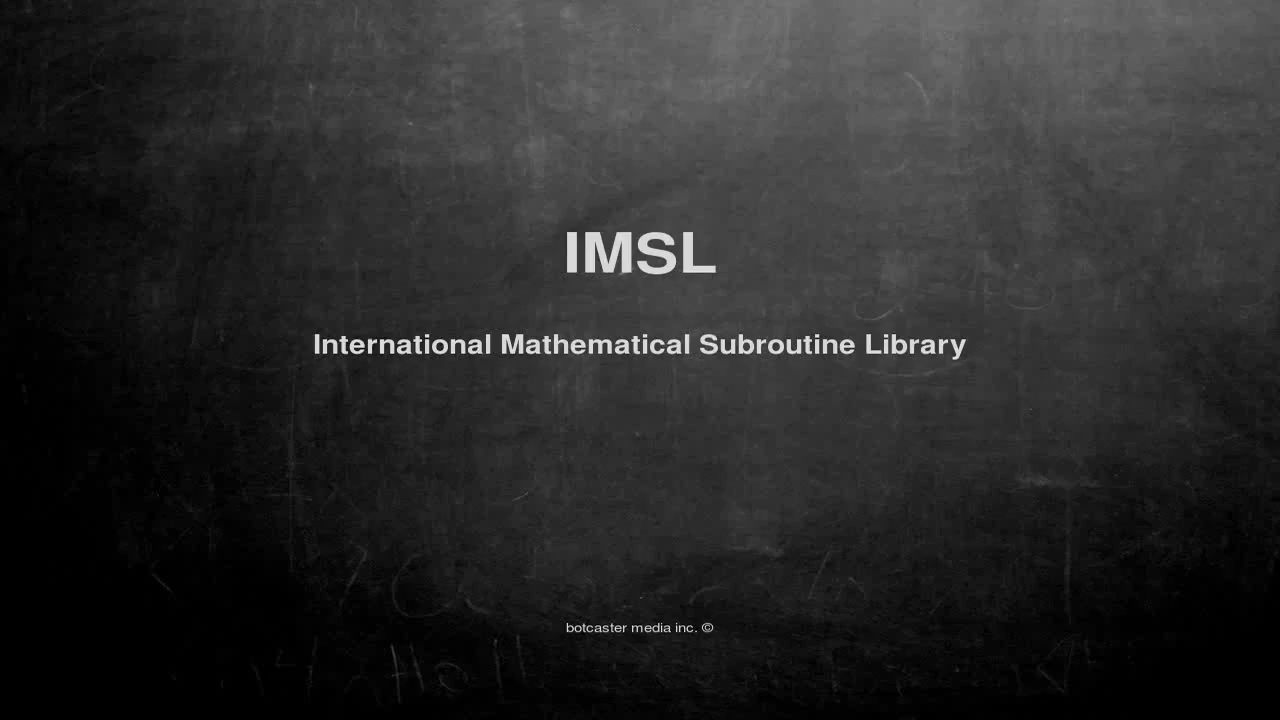 IMSL
International Mathematical Subroutine Library
botcaster media inc. ©